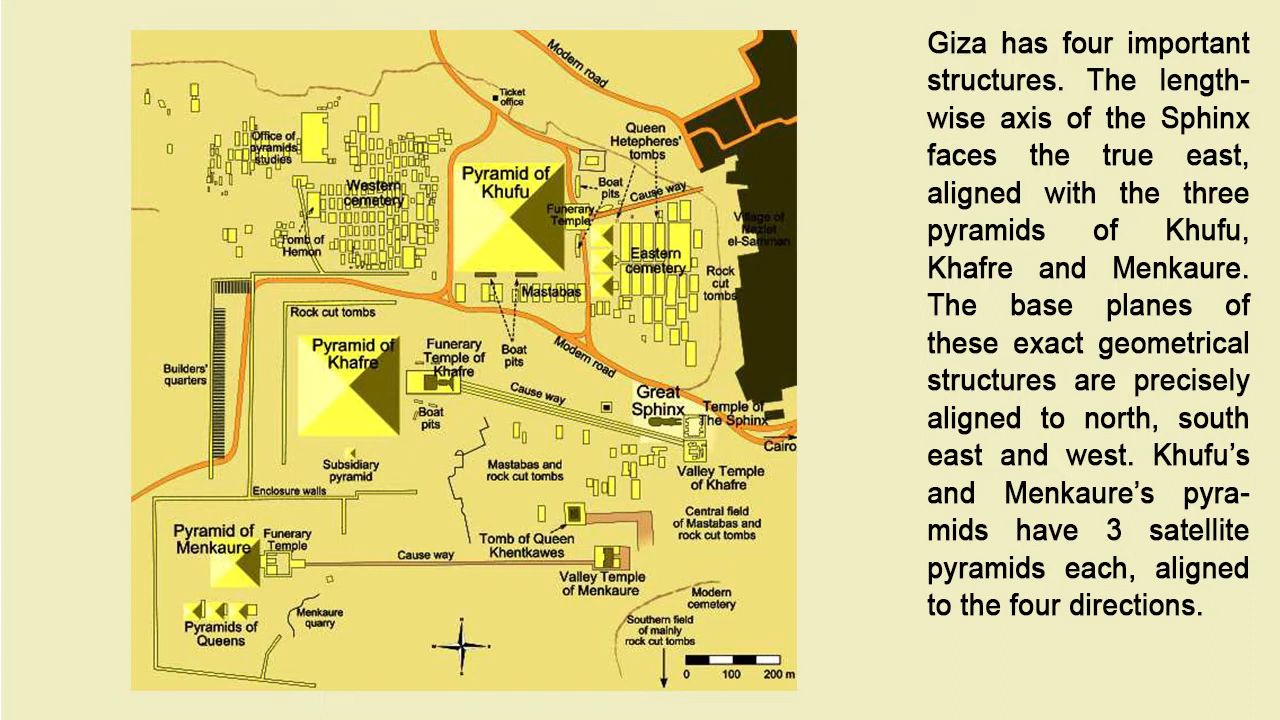 Modern road
Ticket
office
Office of
pyramids
studies
Queen
Hetepheres'
tombs
Western
cemetery
Pyramid of
Khufu
Boat
pits
Cause way
Funerary
Temple
Village of
Nazlet
el-Samman
Tomb of
Hemon
Eastern
cemetery
Rock
cut
tombs
Mastabas
Rock cut tombs
Builders'
quarters
Pyramid of
Khafre
Funerary
Temple of
Khafre
Boat
pits
Modern road
Boat
pits
Cause way
Great
Sphinx
Temple of
The Sphinx
Cairo
Subsidiary
pyramid
Mastabas and
rock cut tombs
Valley Temple
of Khafre
Enclosure walls
Central field
of Mastabas and
rock cut tombs
Pyramid of
Menkaure
Funerary
Temple
Tomb of Queen
Khentkawes
Cause way
Valley Temple
of Menkaure
Pyramids of
Queens
Menkaure
quarry
Modern
cemetery
Southern field
of mainly
rock cut tombs
0 100 200 m
Giza has four important
structures. The length-
wise axis of the Sphinx
faces the true east,
aligned with the three
pyramids of Khufu,
Khafre and Menkaure.
The base planes of
these exact geometrical
structures are precisely
aligned to north, south
east and west. Khufu’s
and Menkaure’s pyra-
mids have 3 satellite
pyramids each, aligned
to the four directions.